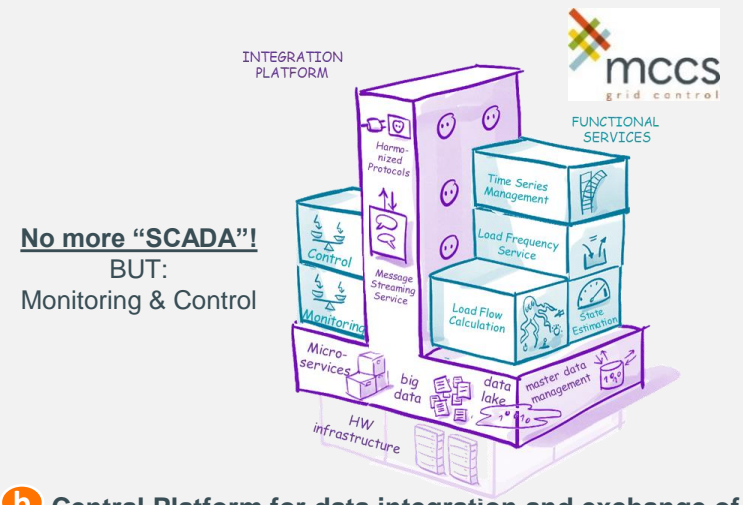 INTEGRATION
PLATFORM
mccs
grid control
FUNCTIONAL
SERVICES
Harmo-
nized
Protocols
Time Series
Management
No more “SCADA”!
BUT:
Monitoring & Control
Control
Load Frequency
Service
Message
Streaming
Service
Monitoring
Load Flow
Calculation
State
Estimation
Micro-
services
big
data
data
lake
master data
management
HW
infrastructure
b
Central Platform for data integration and exchange of